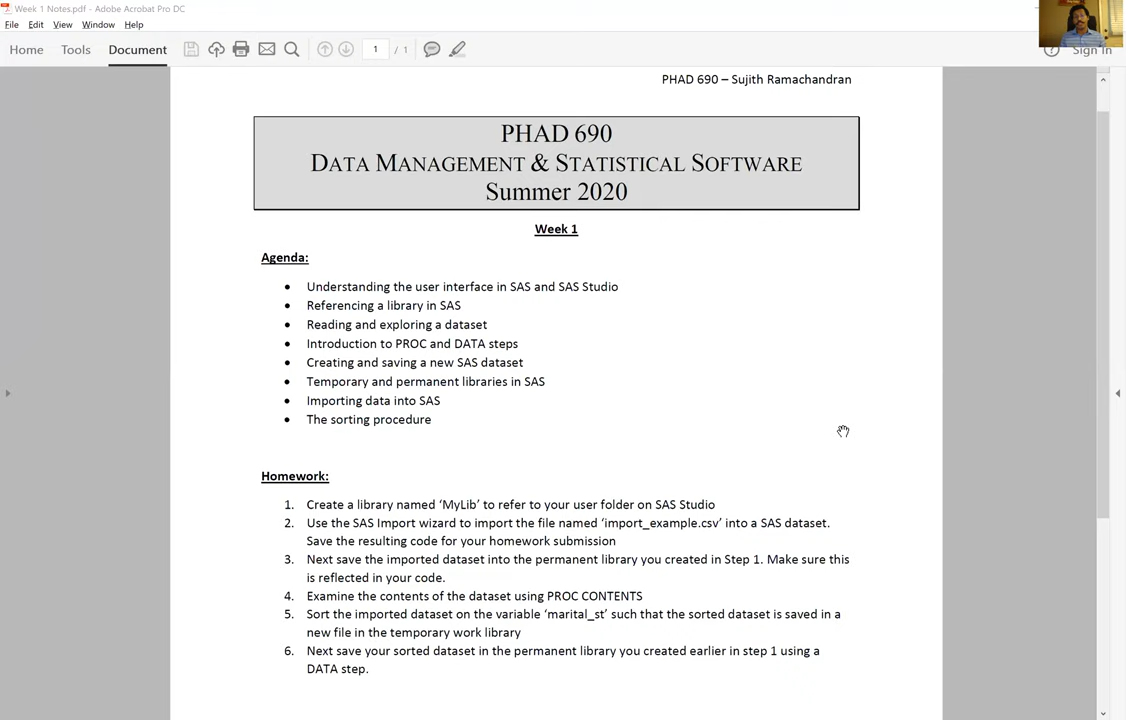 Week 1 Notes.pdf - Adobe Acrobat Pro DC
File Edit View Window Help
Home Tools Document 1 / 1 Sign In
PHAD 690 – Sujith Ramachandran
PHAD 690
DATA MANAGEMENT & STATISTICAL SOFTWARE
Summer 2020
Week 1
Agenda:
• Understanding the user interface in SAS and SAS Studio
• Referencing a library in SAS
• Reading and exploring a dataset
• Introduction to PROC and DATA steps
• Creating and saving a new SAS dataset
• Temporary and permanent libraries in SAS
• Importing data into SAS
• The sorting procedure
Homework:
1. Create a library named ‘MyLib’ to refer to your user folder on SAS Studio
2. Use the SAS Import wizard to import the file named ‘import_example.csv’ into a SAS dataset.
Save the resulting code for your homework submission
3. Next save the imported dataset into the permanent library you created in Step 1. Make sure this
is reflected in your code.
4. Examine the contents of the dataset using PROC CONTENTS
5. Sort the imported dataset on the variable ‘marital_st’ such that the sorted dataset is saved in a
new file in the temporary work library
6. Next save your sorted dataset in the permanent library you created earlier in step 1 using a
DATA step.